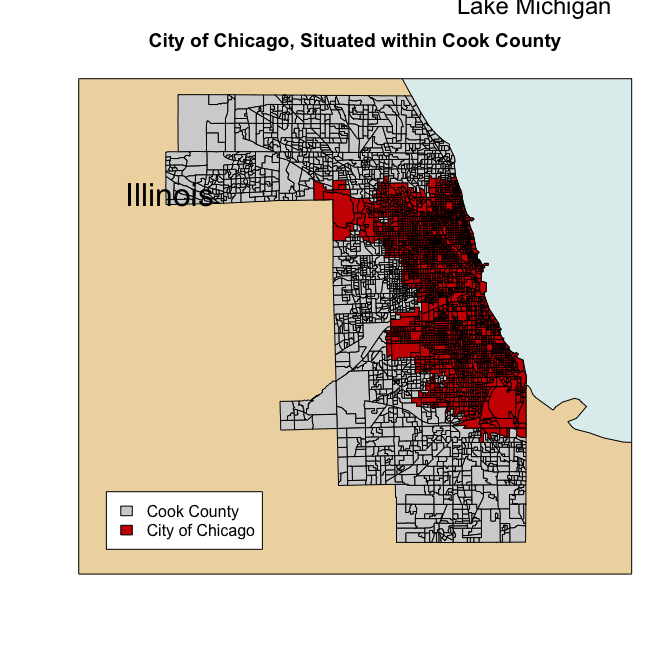 Lake Michigan
City of Chicago, Situated within Cook County
Illinois
Cook County
City of Chicago